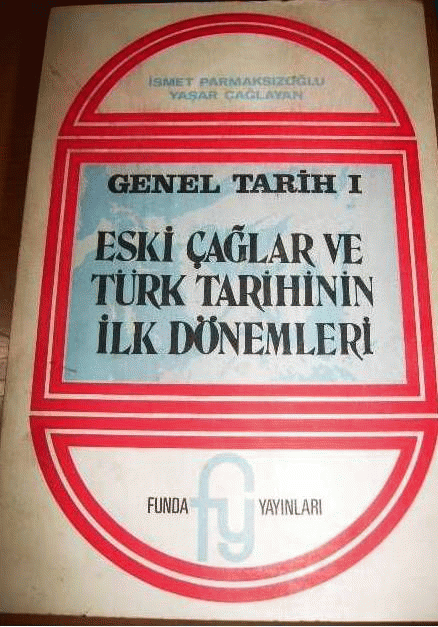 İSMET PARMAKSIZOĞLU
YAŞAR ÇAĞLAYAN
GENEL TARİH I
ESKİ ÇAĞLAR VE
TÜRK TARİHİNİN
İLK DÖNEMLERİ
FUNDA fy YAYINLARI